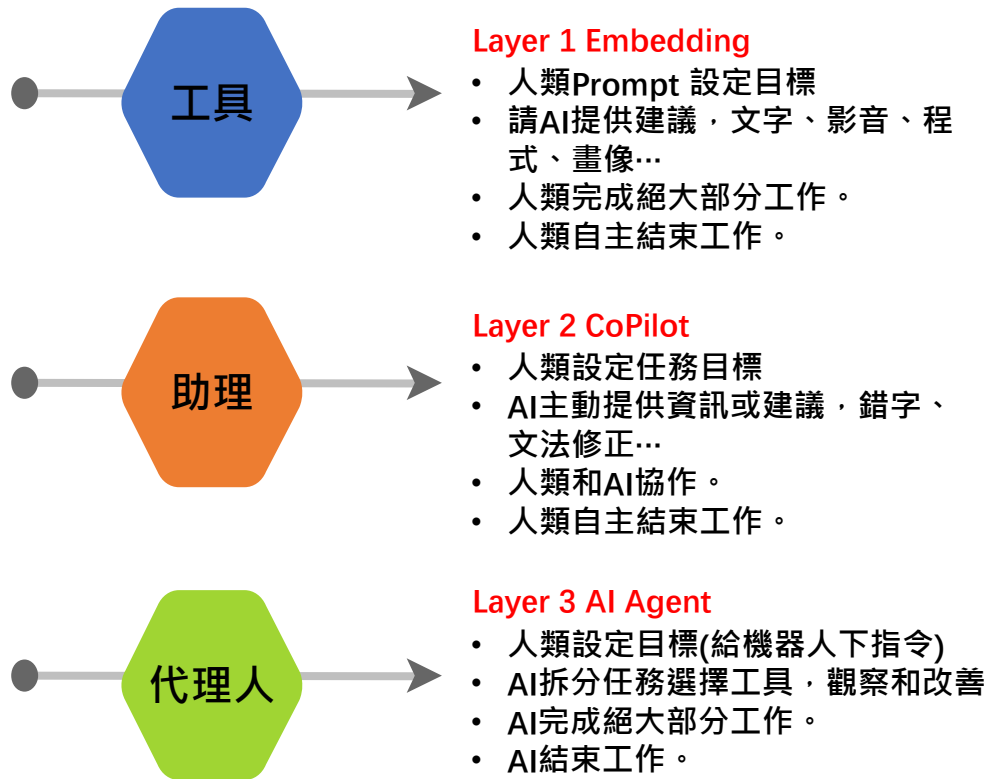 工具
Layer 1 Embedding
• 人類Prompt 設定目標
• 請AI提供建議，文字、影音、程
式、畫像…
• 人類完成絕大部分工作。
• 人類自主結束工作。
助理
Layer 2 CoPilot
• 人類設定任務目標
• AI主動提供資訊或建議，錯字、
文法修正…
• 人類和AI協作。
• 人類自主結束工作。
代理人
Layer 3 AI Agent
• 人類設定目標(給機器人下指令)
• AI拆分任務選擇工具，觀察和改善
• AI完成絕大部分工作。
• AI結束工作。